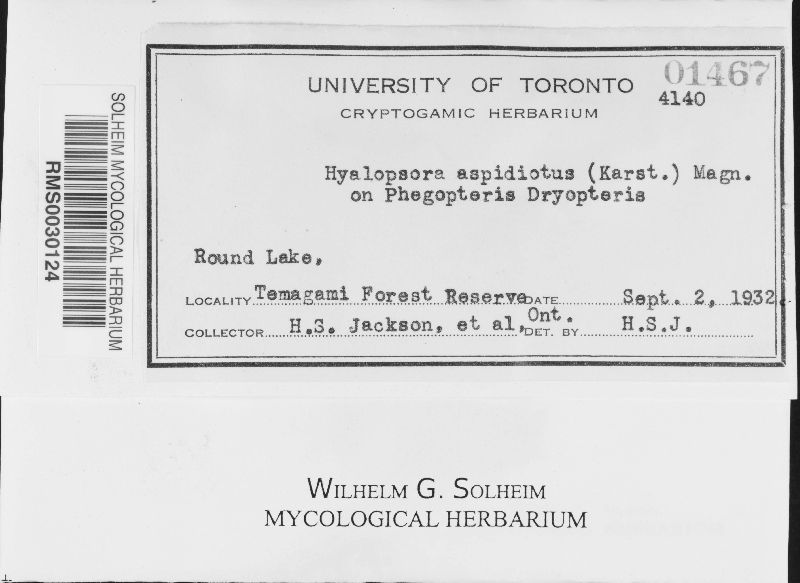 01467
UNIVERSITY OF TORONTO
4140
CRYPTOGAMIC HERBARIUM
Hyalopsora aspidiotus (Karst.) Magn.
on Phegopteris Dryopteris
Round Lake,
LOCALITY Temagami Forest Reserve DATE Sept. 2, 1932.
Ont.
COLLECTOR H.S. Jackson, et al, DET. BY H.S.J.
SOLHEIM MYCOLOGICAL HERBARIUM
RMS0030124
WILHELM G. SOLHEIM
MYCOLOGICAL HERBARIUM